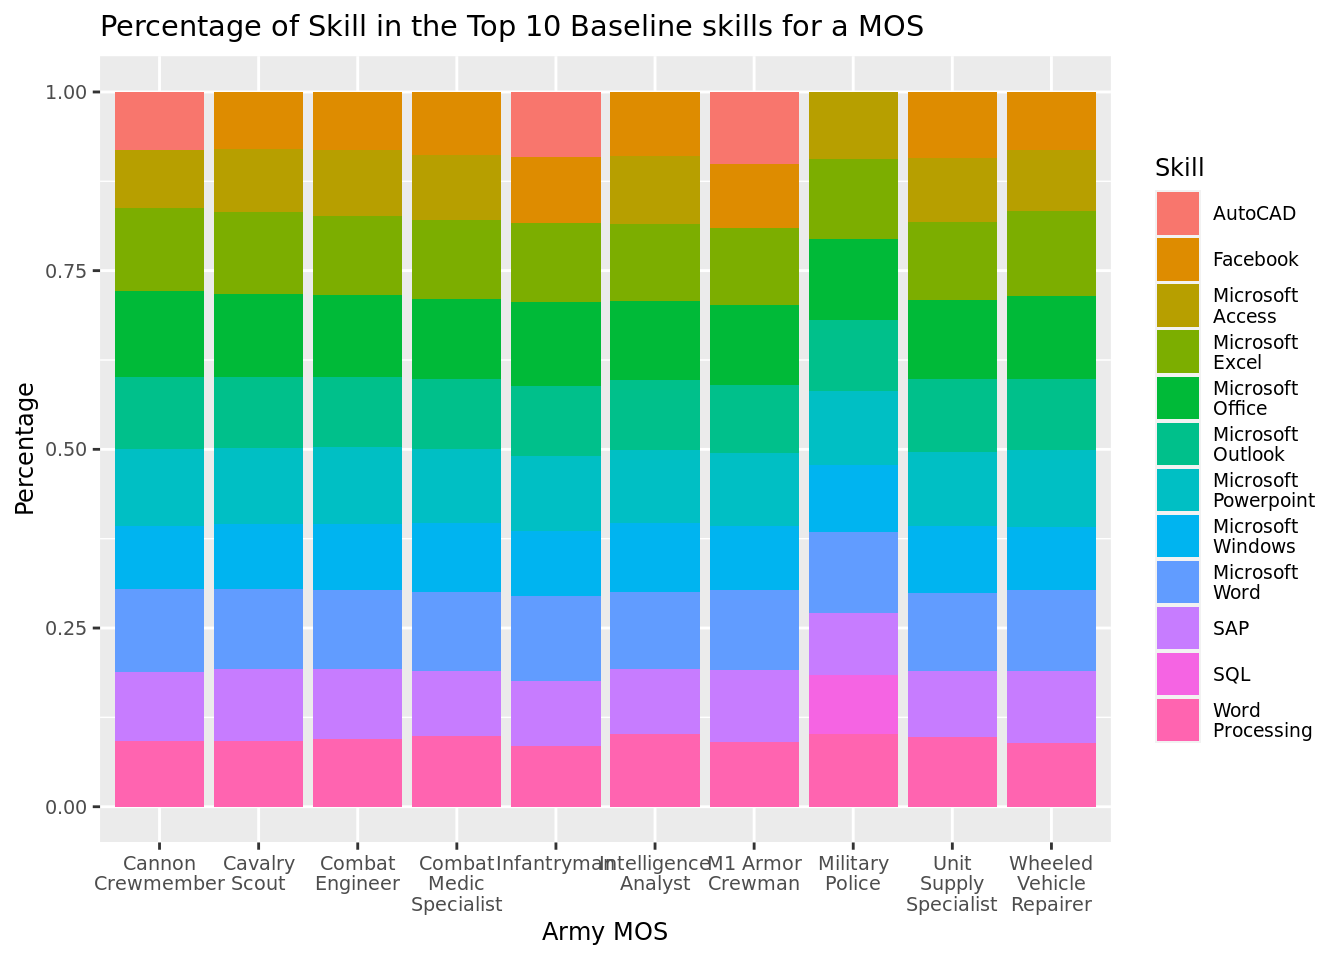 Percentage of Skill in the Top 10 Baseline skills for a MOS
Percentage
1.00
0.75
0.50
0.25
0.00
Cannon
Crewmember
Cavalry
Scout
Combat
Engineer
Combat
Medic
Specialist
Infantryman
Intelligence
Analyst
M1 Armor
Crewman
Military
Police
Unit
Supply
Specialist
Wheeled
Vehicle
Repairer
Army MOS
Skill
AutoCAD
Facebook
Microsoft
Access
Microsoft
Excel
Microsoft
Office
Microsoft
Outlook
Microsoft
Powerpoint
Microsoft
Windows
Microsoft
Word
SAP
SQL
Word
Processing